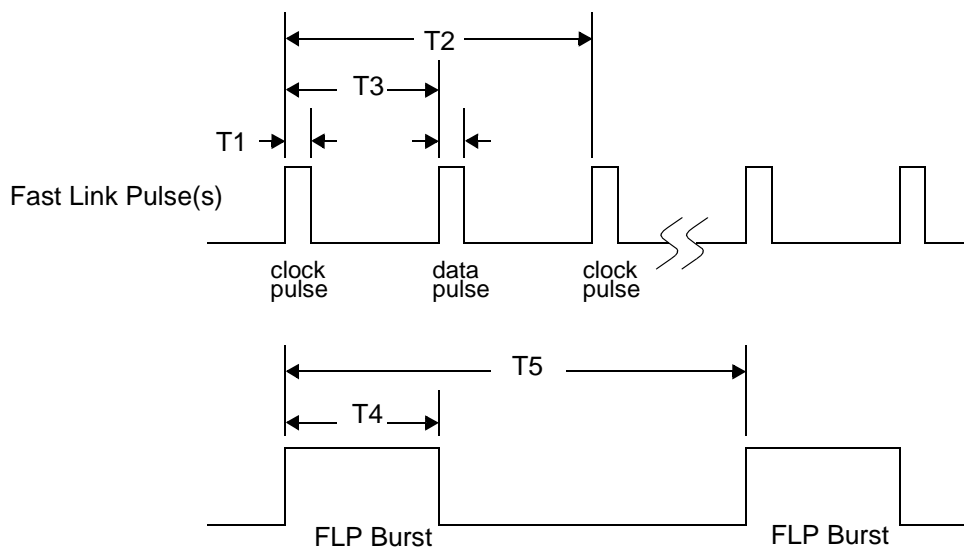 T2
T3
T1
Fast Link Pulse(s)
clock
pulse
data
pulse
clock
pulse
T5
T4
FLP Burst
FLP Burst